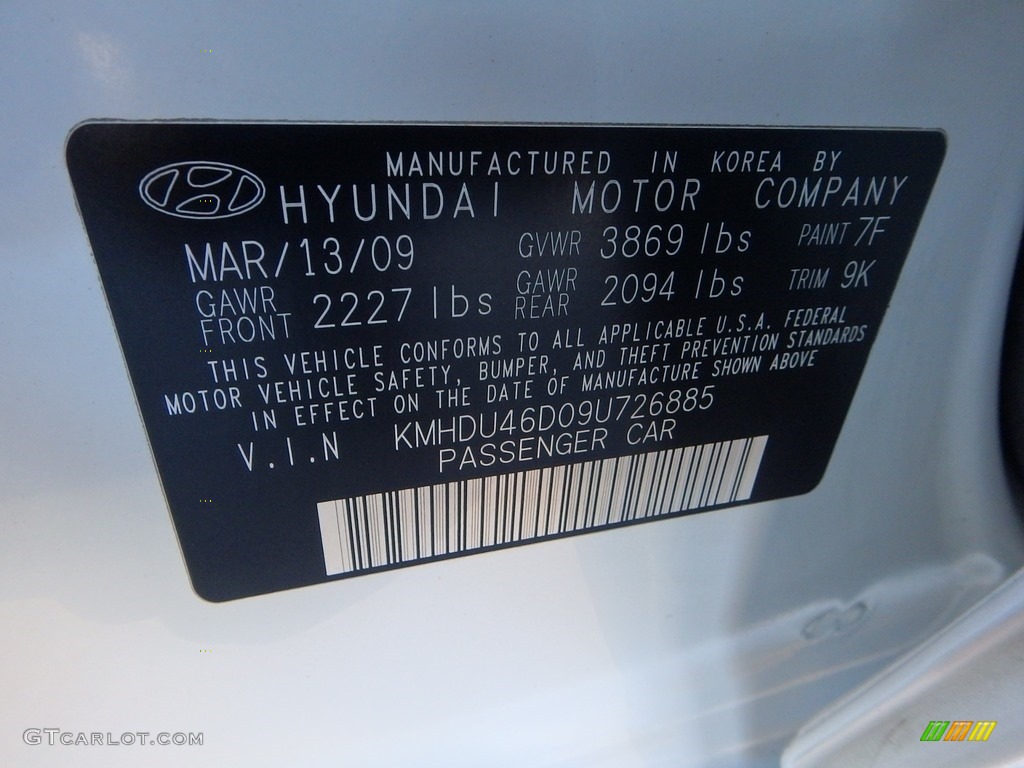 MANUFACTURED IN KOREA BY
HYUNDAI MOTOR COMPANY
MAR/13/09 GVWR 3869 lbs PAINT 7F
GAWR FRONT 2227 lbs GAWR REAR 2094 lbs TRIM 9K
THIS VEHICLE CONFORMS TO ALL APPLICABLE U.S.A. FEDERAL
MOTOR VEHICLE SAFETY, BUMPER, AND THEFT PREVENTION STANDARDS
IN EFFECT ON THE DATE OF MANUFACTURE SHOWN ABOVE
V.I.N KMHDU46D09U726885
PASSENGER CAR
GTCARLOT.COM